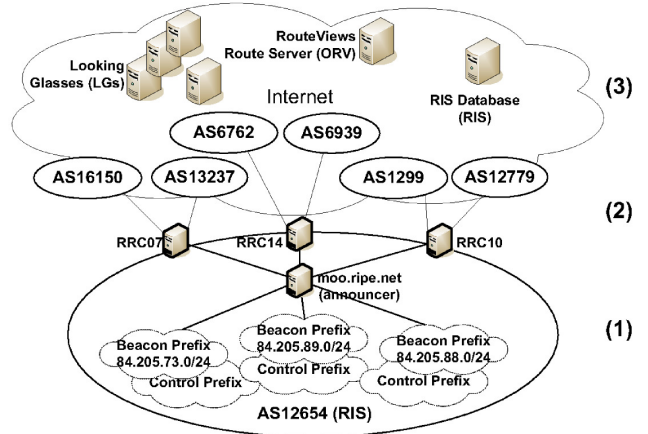 RouteViews
Route Server (ORV)
Looking
Glasses (LGs)
RIS Database
(RIS)
(3)
Internet
AS6762
AS6939
AS16150
AS13237
AS1299
AS12779
(2)
RRC07
RRC14
RRC10
moo.ripe.net
(announcer)
(1)
Beacon Prefix
84.205.73.0/24
Control Prefix
Beacon Prefix
84.205.89.0/24
Control Prefix
Beacon Prefix
84.205.88.0/24
Control Prefix
AS12654 (RIS)